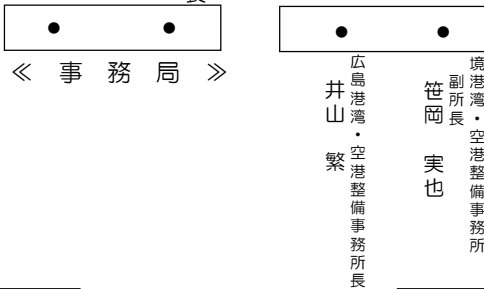 長
≪ 事 務 局 ≫
境港湾・空港整備事務所
副所長
笹岡 実也
広島港湾・空港整備事務所長
井山 繁